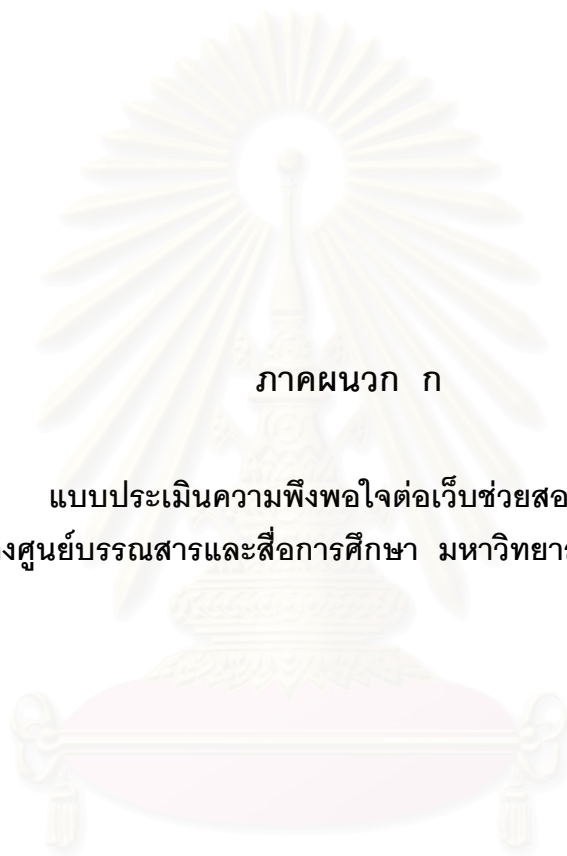 ภาคผนวก ก
แบบประเมินความพึงพอใจต่อเว็บช่วยสอ
งศูนย์บรรณสารและสื่อการศึกษา มหาวิทยา